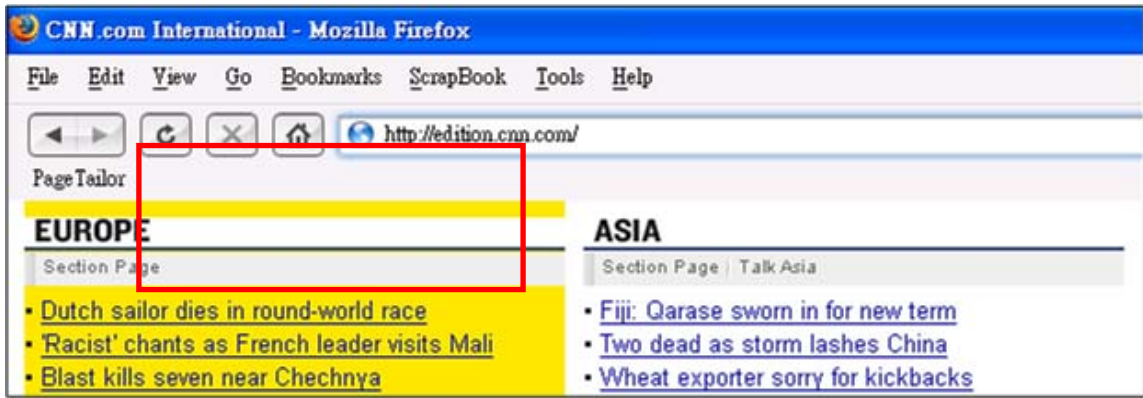 CNN.com International - Mozilla Firefox
File Edit View Go Bookmarks ScrapBook Tools Help
http://edition.cnn.com/
PageTailor
EUROPE
Section Page
• Dutch sailor dies in round-world race
• 'Racist' chants as French leader visits Mali
• Blast kills seven near Chechnya
ASIA
Section Page | Talk Asia
• Fiji: Qarase sworn in for new term
• Two dead as storm lashes China
• Wheat exporter sorry for kickbacks